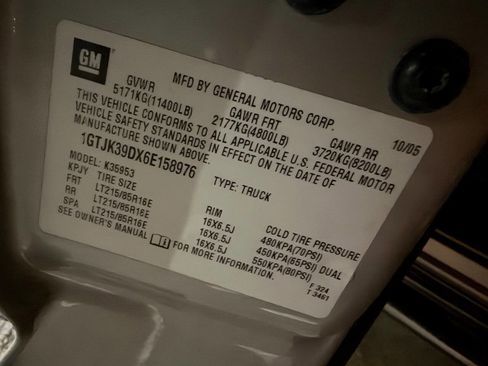 GM
MFD BY GENERAL MOTORS CORP.
10/05
GVWR GAWR FRT GAWR RR
5171KG(11400LB) 2177KG(4800LB) 3720KG(8200LB)
THIS VEHICLE CONFORMS TO ALL APPLICABLE U.S. FEDERAL MOTOR
VEHICLE SAFETY STANDARDS IN EFFECT ON THE DATE OF
MANUFACTURE SHOWN ABOVE.
1GTJK39DX6E158976 TYPE: TRUCK
MODEL: K35953
KPJY TIRE SIZE RIM COLD TIRE PRESSURE
FRT LT215/85R16E 16X6.5J 480KPA(70PSI)
RR LT215/85R16E 16X6.5J 450KPA(65PSI) DUAL
SPA LT215/85R16E 16X6.5J 550KPA(80PSI)
SEE OWNER'S MANUAL FOR MORE INFORMATION.
F 324
T 3461